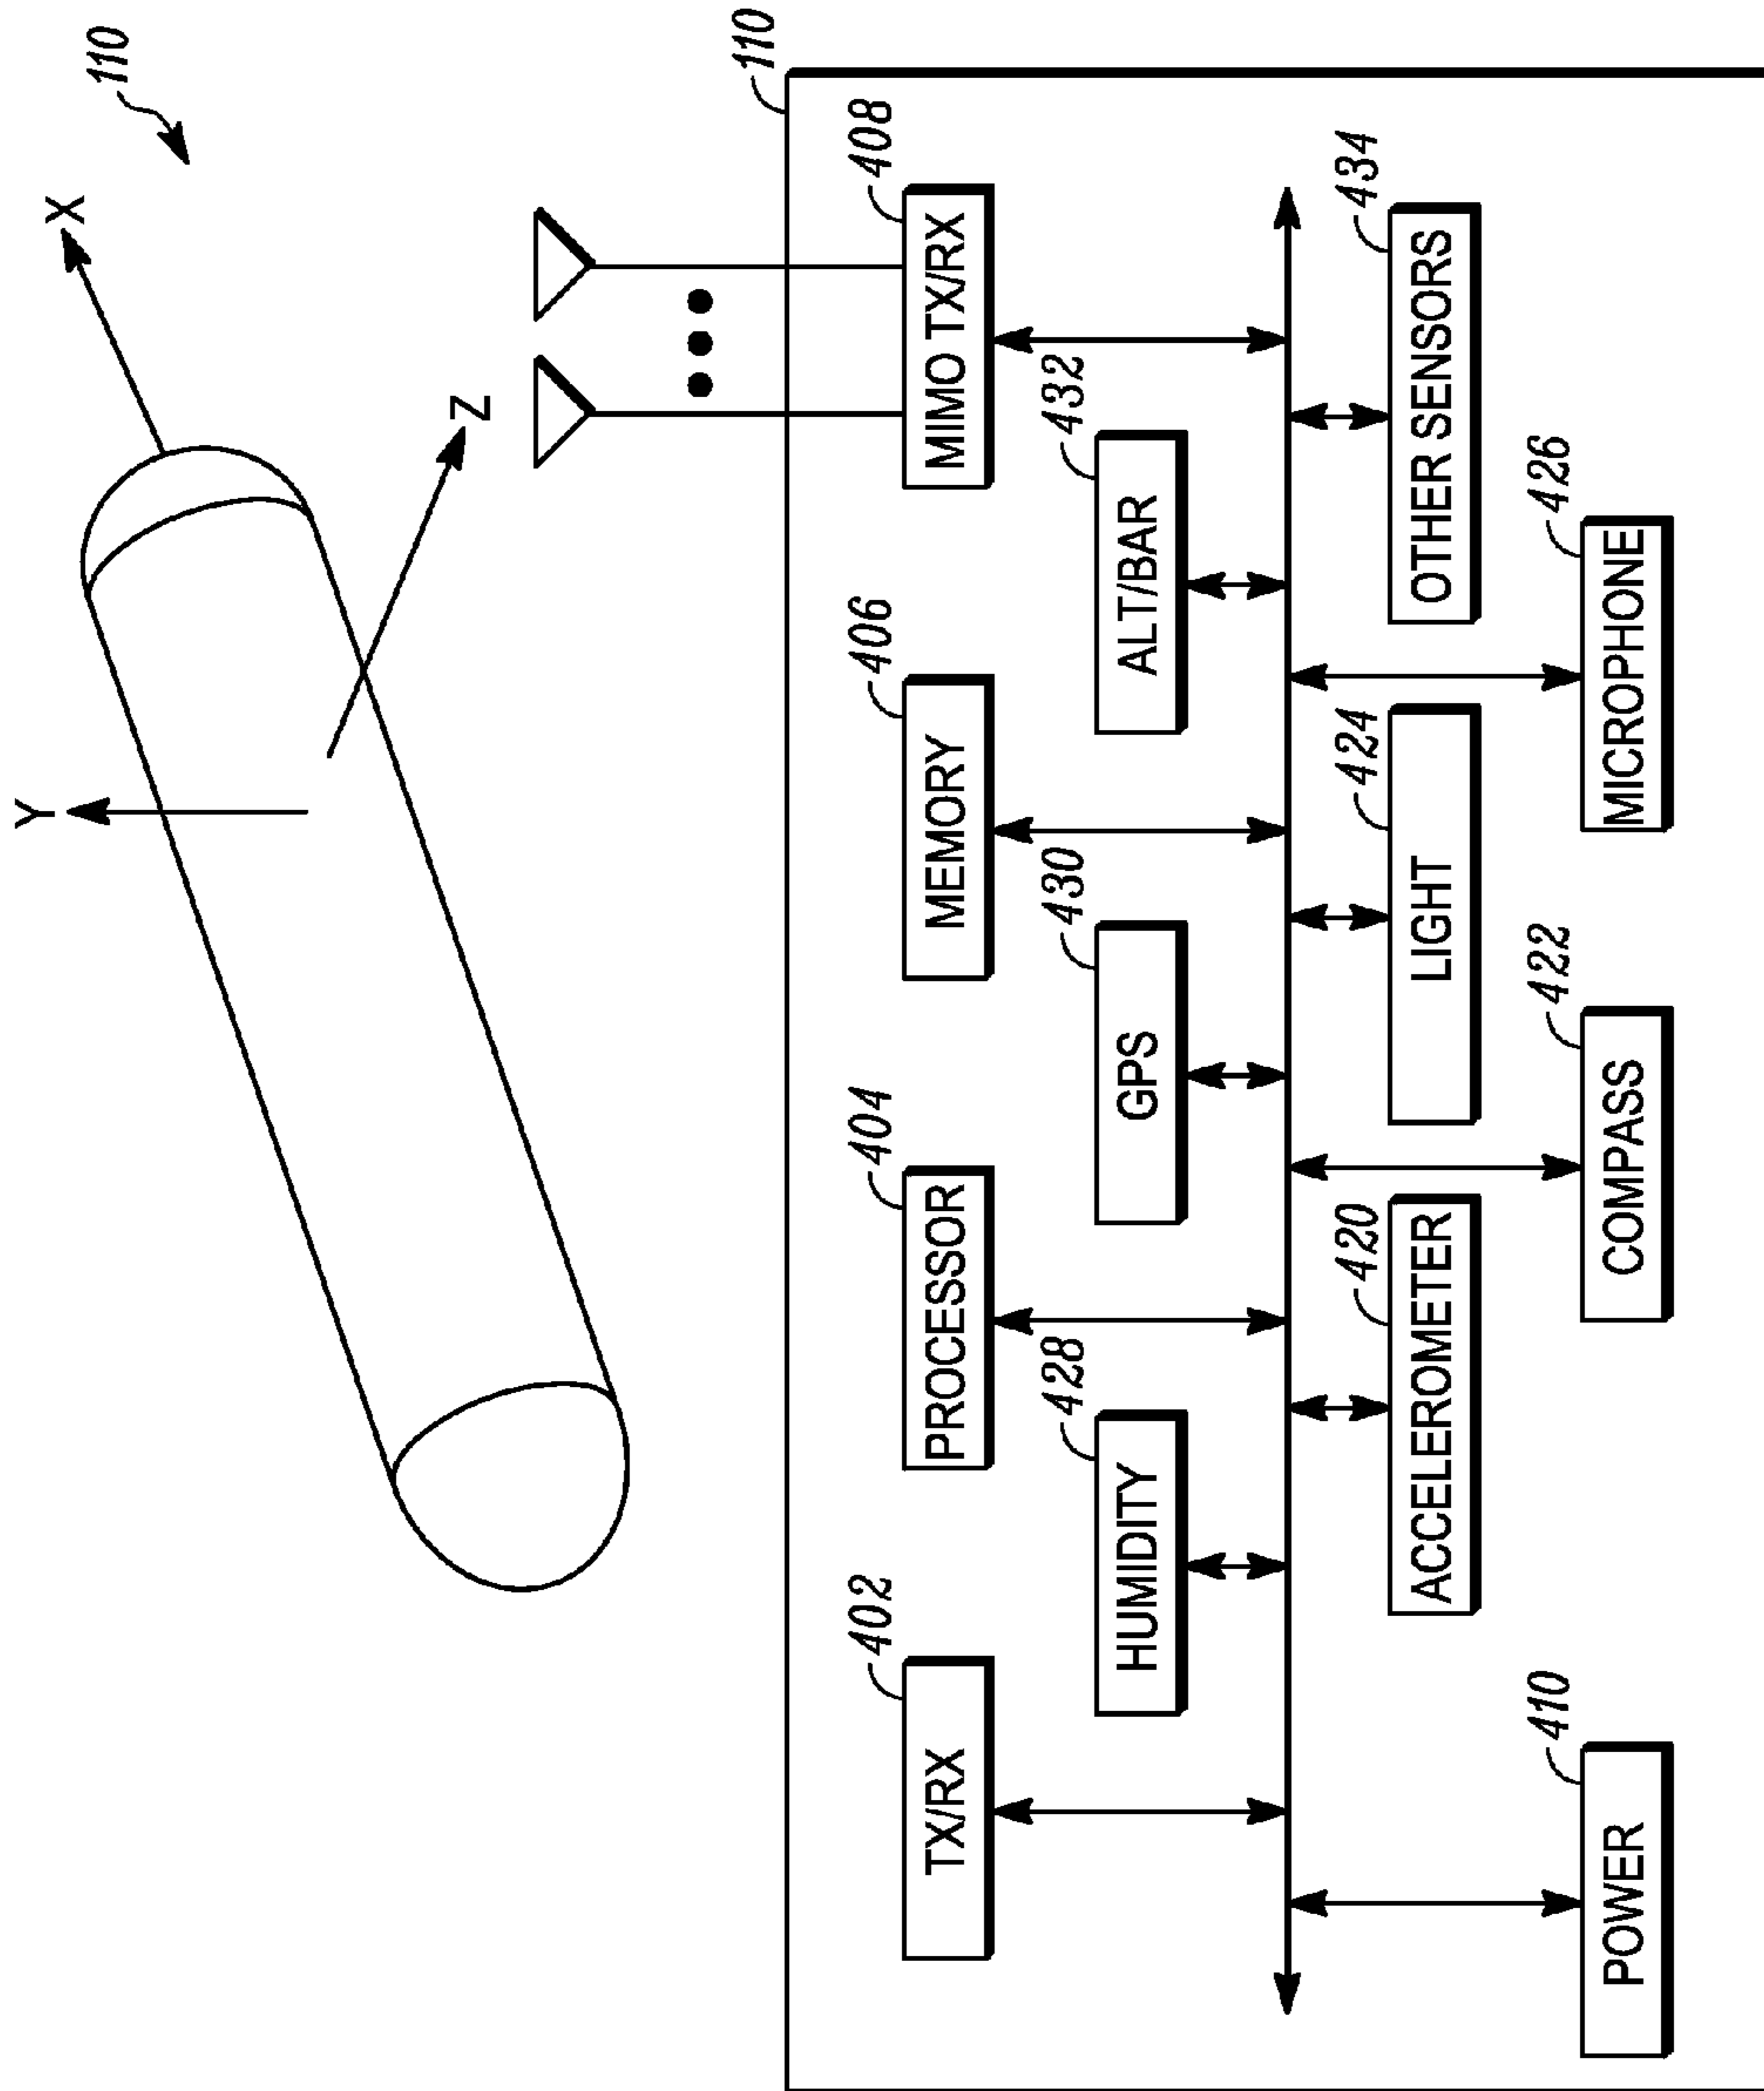 110
X
Y
Z
110
402
TX/RX
404
PROCESSOR
406
MEMORY
408
MIMO TX/RX
428
HUMIDITY
430
GPS
432
ALT/BAR
420
ACCELEROMETER
424
LIGHT
434
OTHER SENSORS
410
POWER
422
COMPASS
426
MICROPHONE